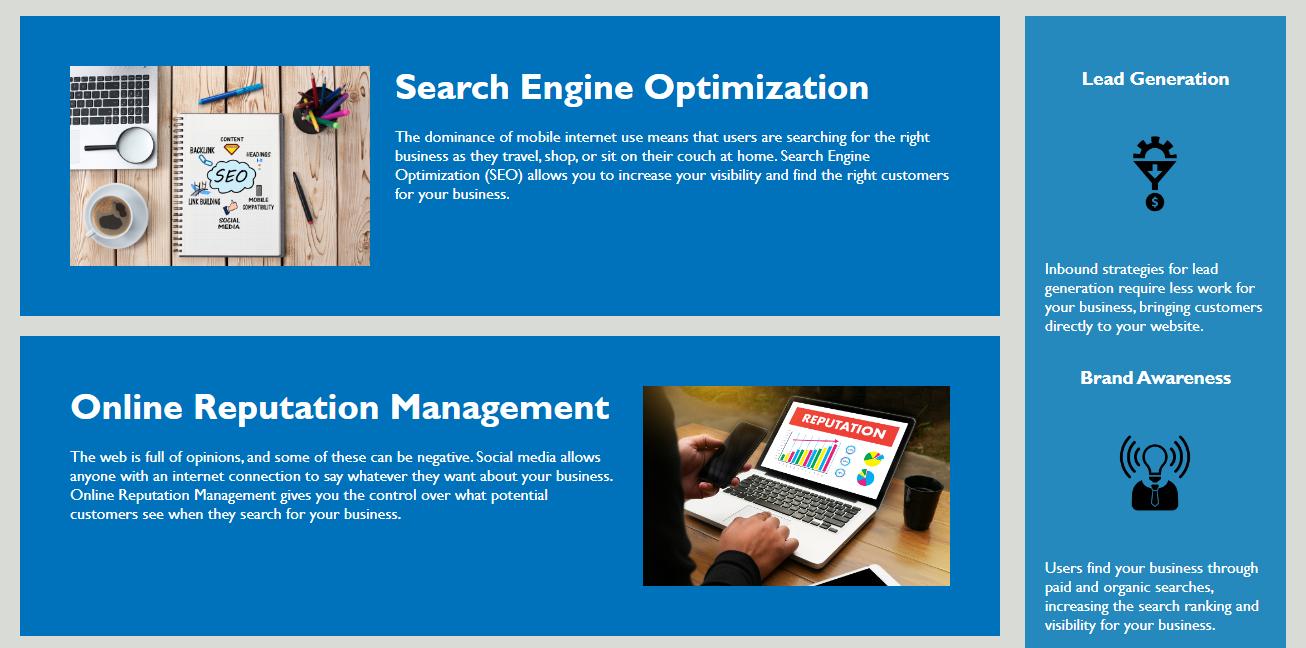 Search Engine Optimization
The dominance of mobile internet use means that users are searching for the right
business as they travel, shop, or sit on their couch at home. Search Engine
Optimization (SEO) allows you to increase your visibility and find the right customers
for your business.
CONTENT
BACKLINK
HEADINGS
SEO
LINK BUILDING
MOBILE
COMPATIBILITY
SOCIAL
MEDIA
Online Reputation Management
The web is full of opinions, and some of these can be negative. Social media allows
anyone with an internet connection to say whatever they want about your business.
Online Reputation Management gives you the control over what potential
customers see when they search for your business.
REPUTATION
Lead Generation
$
Inbound strategies for lead
generation require less work for
your business, bringing customers
directly to your website.
Brand Awareness
Users find your business through
paid and organic searches,
increasing the search ranking and
visibility for your business.